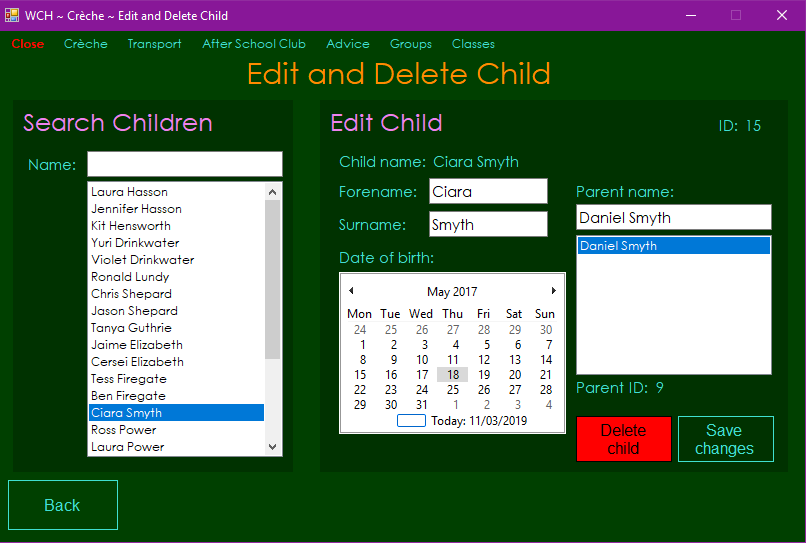 WCH ~ Crèche ~ Edit and Delete Child
Close Crèche Transport After School Club Advice Groups Classes
Edit and Delete Child
Search Children
Name:
Laura Hasson
Jennifer Hasson
Kit Hensworth
Yuri Drinkwater
Violet Drinkwater
Ronald Lundy
Chris Shepard
Jason Shepard
Tanya Guthrie
Jaime Elizabeth
Cersei Elizabeth
Tess Firegate
Ben Firegate
Ciara Smyth
Ross Power
Laura Power
Edit Child
ID: 15
Child name: Ciara Smyth
Forename: Ciara
Surname: Smyth
Date of birth:
May 2017
Mon Tue Wed Thu Fri Sat Sun
24 25 26 27 28 29 30
1 2 3 4 5 6 7
8 9 10 11 12 13 14
15 16 17 18 19 20 21
22 23 24 25 26 27 28
29 30 31 1 2 3 4
Today: 11/03/2019
Parent name:
Daniel Smyth
Daniel Smyth
Parent ID: 9
Delete
child
Save
changes
Back